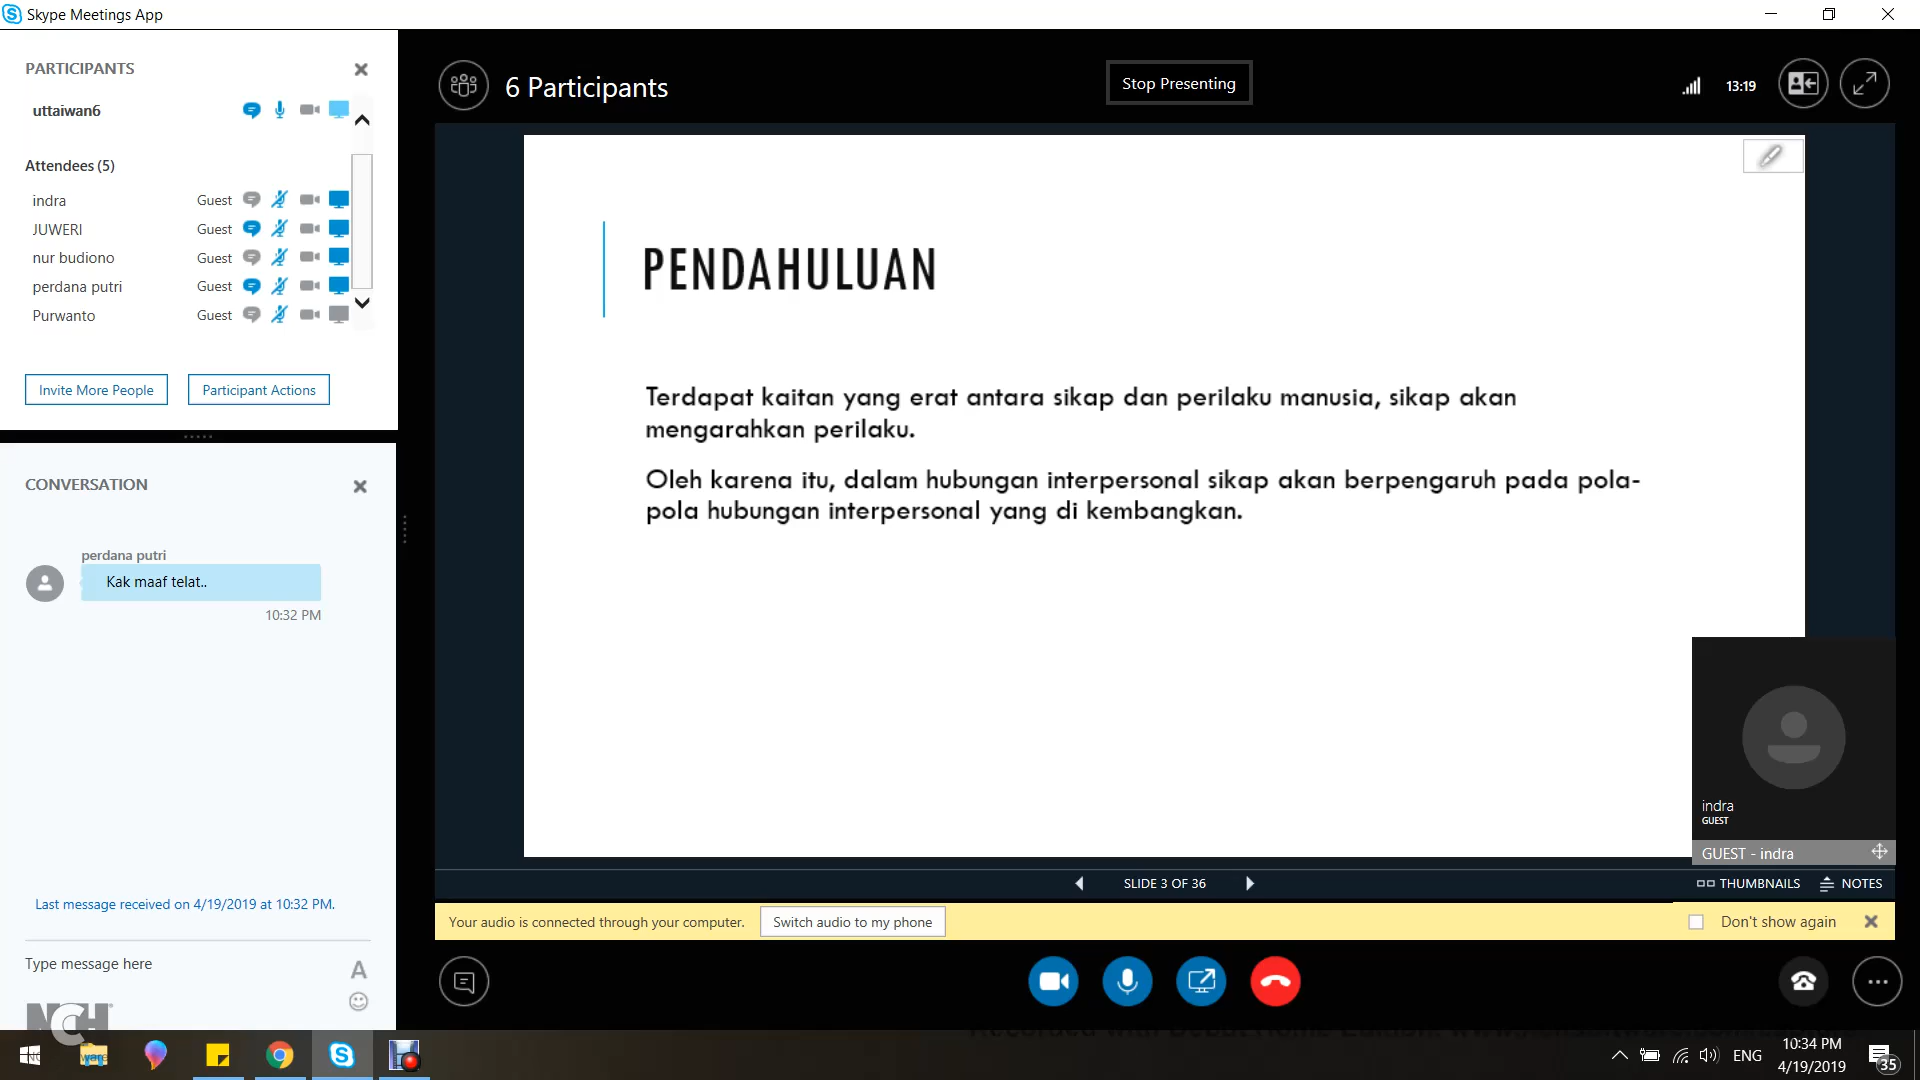 Skype Meetings App
PARTICIPANTS
uttaiwan6
Attendees (5)
indra Guest
JUWERI Guest
nur budiono Guest
perdana putri Guest
Purwanto Guest
Invite More People Participant Actions
CONVERSATION
perdana putri
Kak maaf telat..
10:32 PM
Last message received on 4/19/2019 at 10:32 PM.
Type message here
A
NCH
6 Participants
Stop Presenting
13:19
PENDAHULUAN
Terdapat kaitan yang erat antara sikap dan perilaku manusia, sikap akan
mengarahkan perilaku.
Oleh karena itu, dalam hubungan interpersonal sikap akan berpengaruh pada pola-
pola hubungan interpersonal yang di kembangkan.
indra
GUEST
GUEST - indra
SLIDE 3 OF 36
THUMBNAILS NOTES
Your audio is connected through your computer. Switch audio to my phone
Don't show again
ENG
10:34 PM
4/19/2019
35